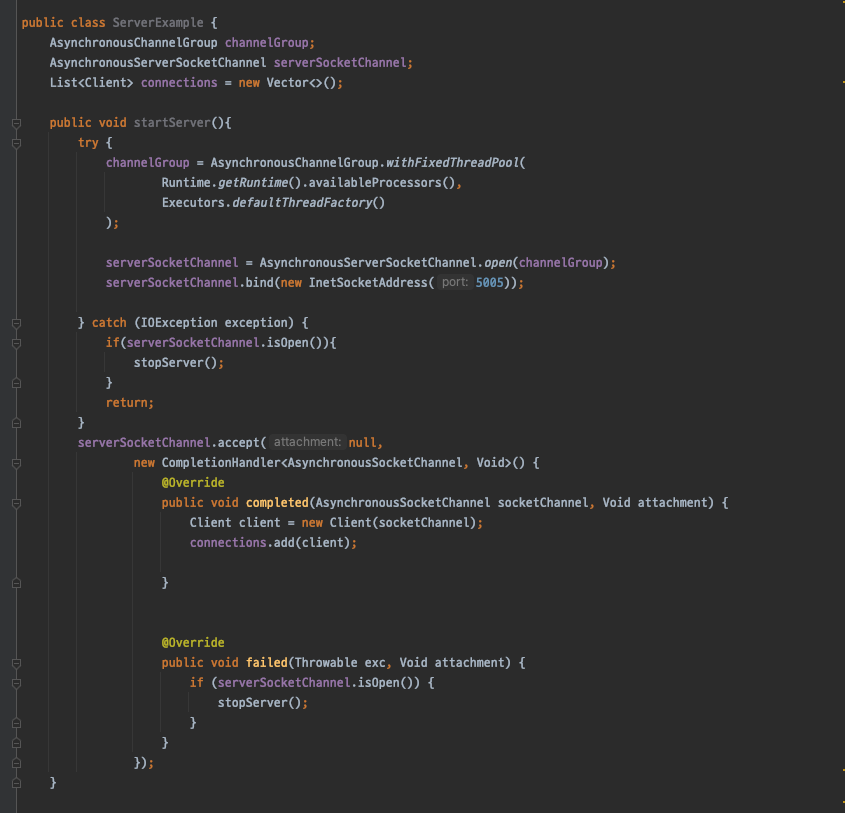 public class ServerExample {
    AsynchronousChannelGroup channelGroup;
    AsynchronousServerSocketChannel serverSocketChannel;
    List<Client> connections = new Vector<>();

    public void startServer(){
        try {
            channelGroup = AsynchronousChannelGroup.withFixedThreadPool(
                    Runtime.getRuntime().availableProcessors(),
                    Executors.defaultThreadFactory()
            );

            serverSocketChannel = AsynchronousServerSocketChannel.open(channelGroup);
            serverSocketChannel.bind(new InetSocketAddress( port: 5005));

        } catch (IOException exception) {
            if(serverSocketChannel.isOpen()){
                stopServer();
            }
            return;
        }
        serverSocketChannel.accept( attachment: null,
                new CompletionHandler<AsynchronousSocketChannel, Void>() {
                    @Override
                    public void completed(AsynchronousSocketChannel socketChannel, Void attachment) {
                        Client client = new Client(socketChannel);
                        connections.add(client);

                    }


                    @Override
                    public void failed(Throwable exc, Void attachment) {
                        if (serverSocketChannel.isOpen()) {
                            stopServer();
                        }
                    }
                });
    }